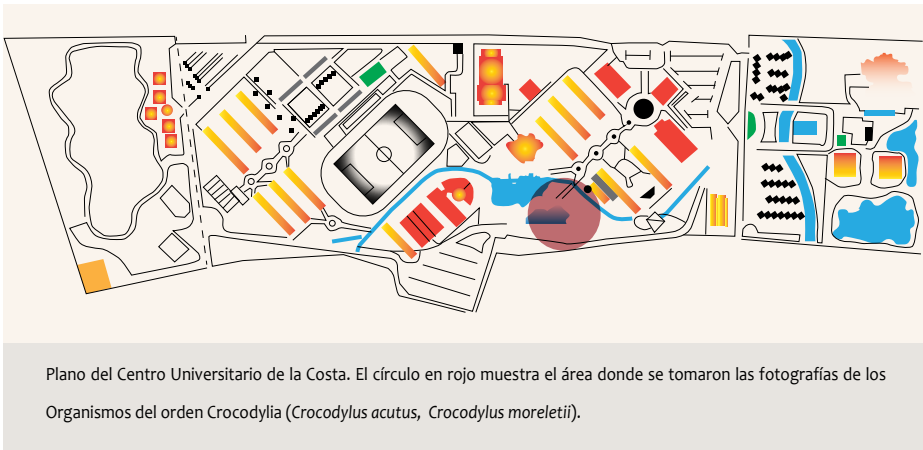 Plano del Centro Universitario de la Costa. El círculo en rojo muestra el área donde se tomaron las fotografías de los
Organismos del orden Crocodylia (Crocodylus acutus, Crocodylus moreletii).